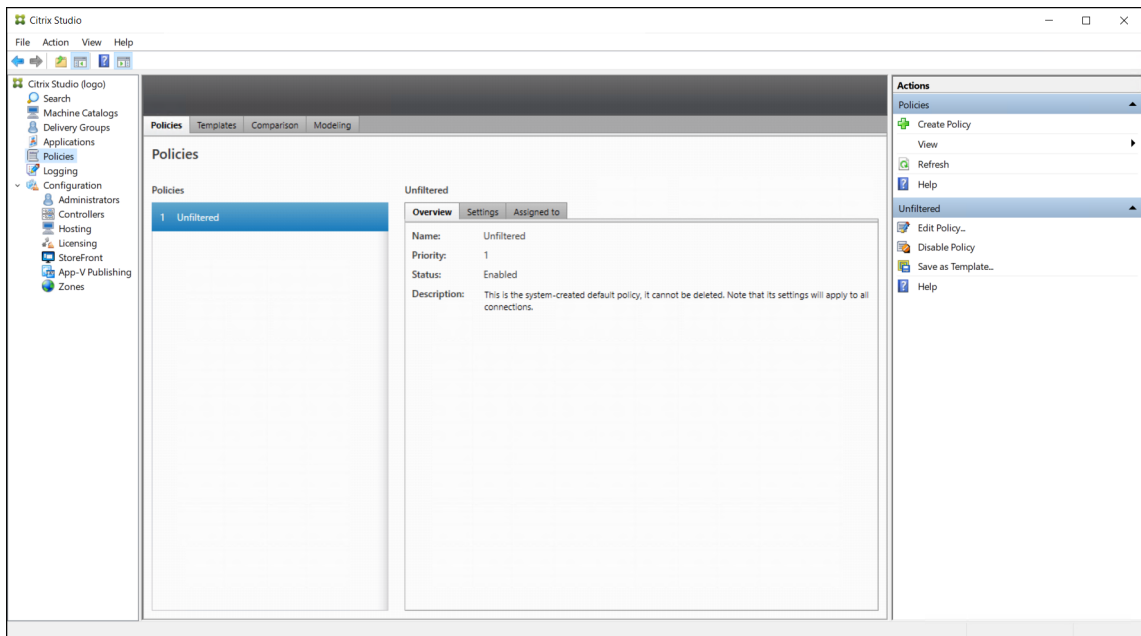 Citrix Studio
File Action View Help
Citrix Studio (logo)
Search
Machine Catalogs
Delivery Groups
Applications
Policies
Logging
Configuration
Administrators
Controllers
Hosting
Licensing
StoreFront
App-V Publishing
Zones
Policies Templates Comparison Modeling
Policies
Policies
1 Unfiltered
Unfiltered
Overview Settings Assigned to
Name: Unfiltered
Priority: 1
Status: Enabled
Description: This is the system-created default policy, it cannot be deleted. Note that its settings will apply to all
connections.
Actions
Policies
Create Policy
View
Refresh
Help
Unfiltered
Edit Policy...
Disable Policy
Save as Template...
Help